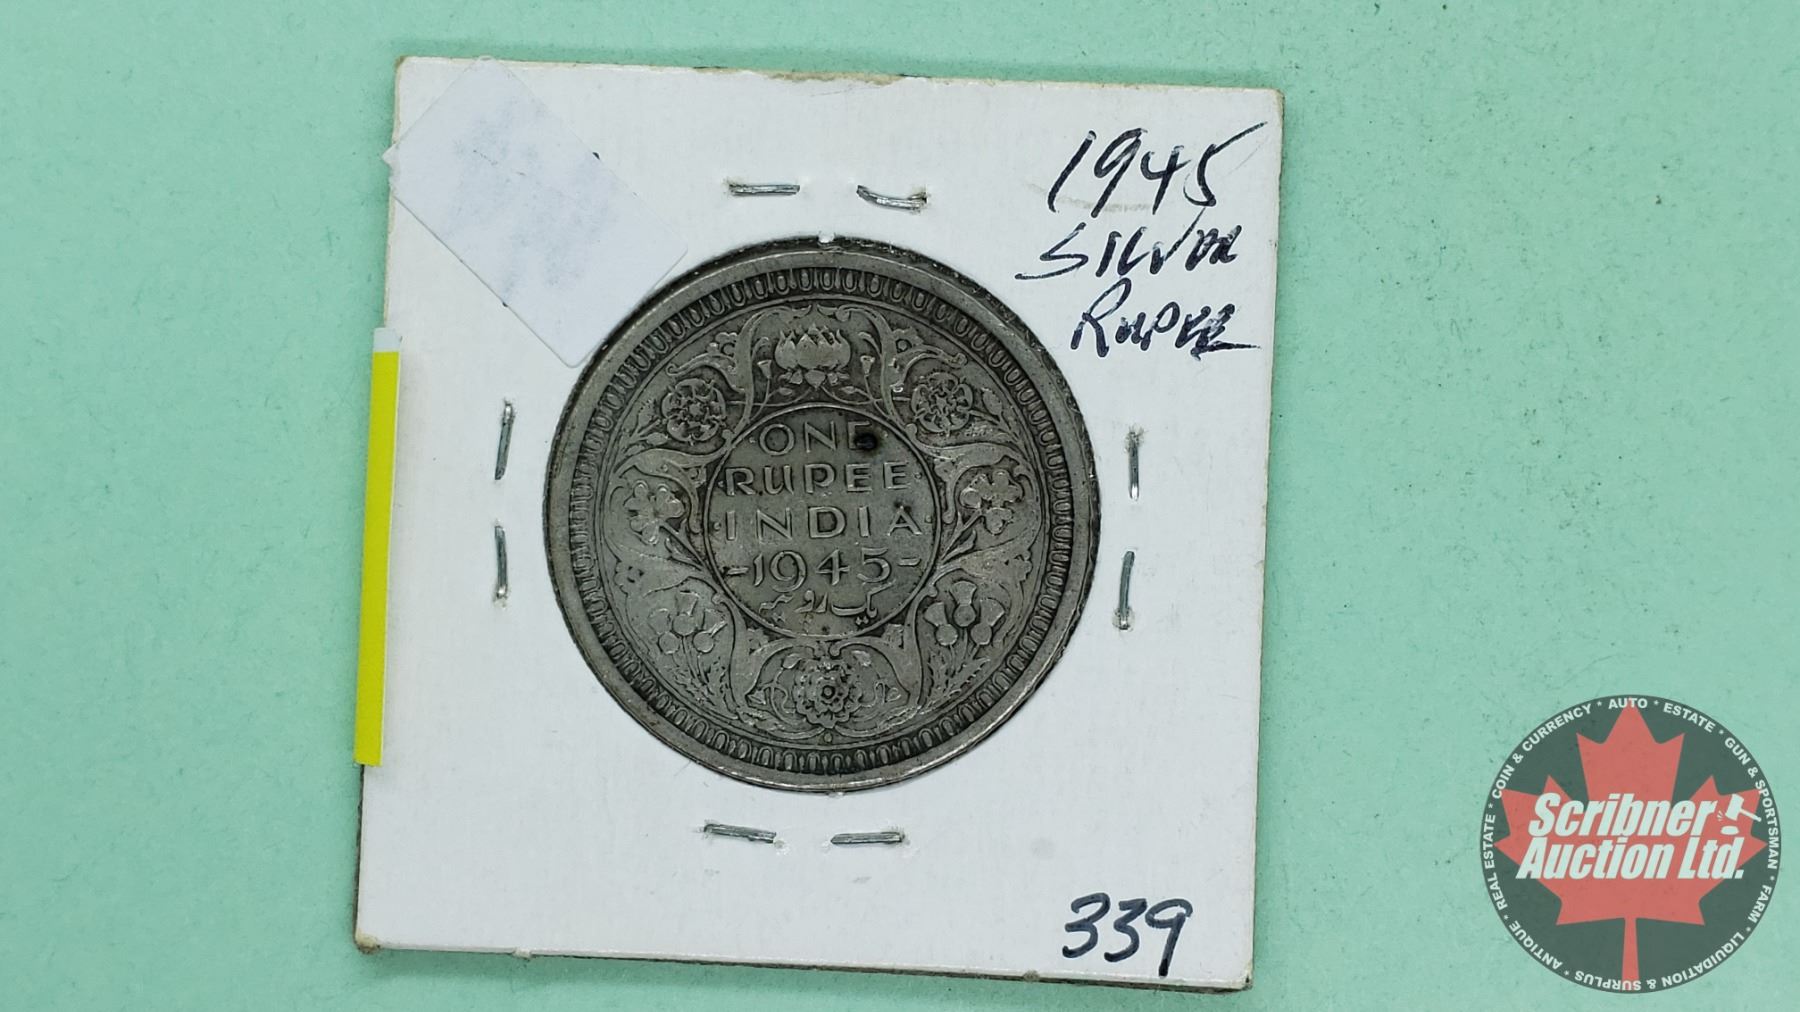 1945
SILVER
RUPEE
ONE
RUPEE
INDIA
-1945-
یک روپیہ
339
COIN & CURRENCY * AUTO * ESTATE * GUN & SPORTSMAN * FARM * LIQUIDATION & SURPLUS * ANTIQUE * REAL ESTATE *
Scribner
Auction Ltd.